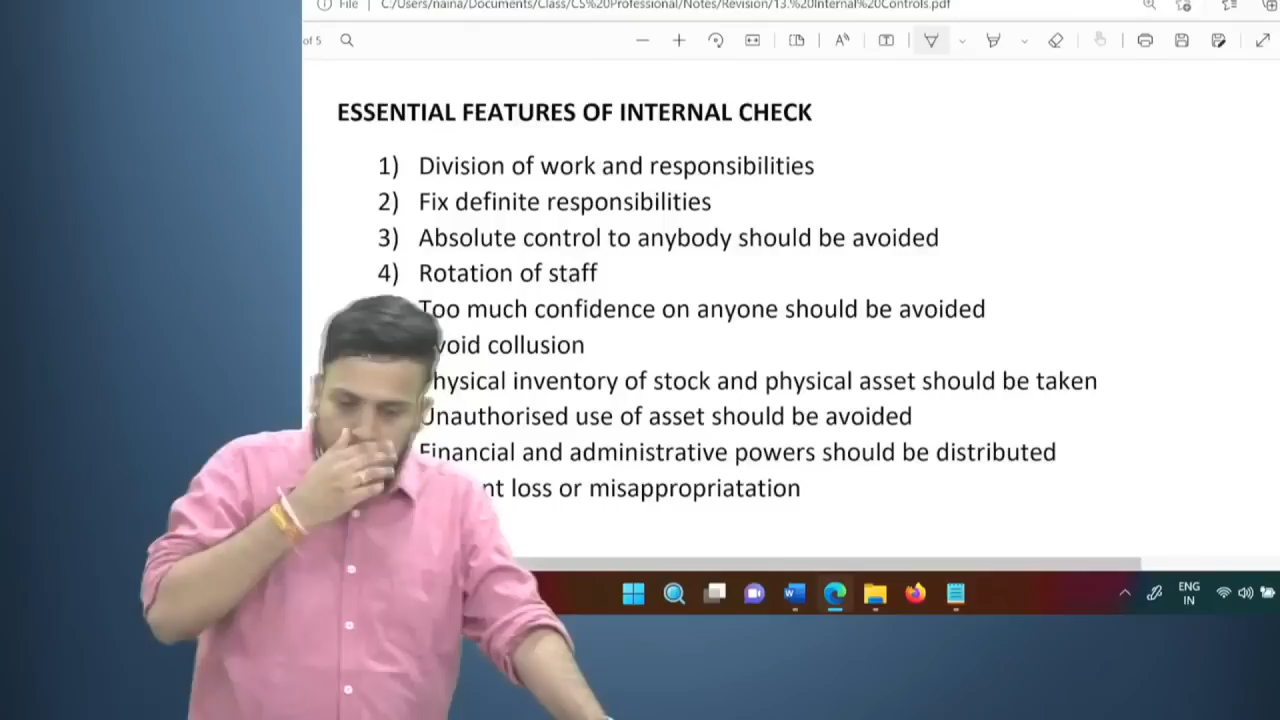 File | C:/Users/naina/Documents/Class/CS%20Professional/Notes/Revision/13.%20Internal%20Controls.pdf
of 5
ESSENTIAL FEATURES OF INTERNAL CHECK
1) Division of work and responsibilities
2) Fix definite responsibilities
3) Absolute control to anybody should be avoided
4) Rotation of staff
Too much confidence on anyone should be avoided
void collusion
hysical inventory of stock and physical asset should be taken
Unauthorised use of asset should be avoided
Financial and administrative powers should be distributed
nt loss or misappropriatation
ENG
IN